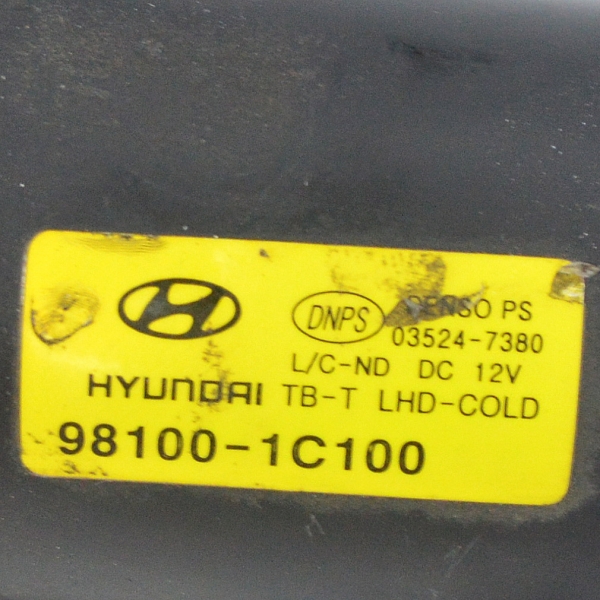 DNPS DENSO PS
03524-7380
L/C-ND DC 12V
HYUNDAI TB-T LHD-COLD
98100-1C100